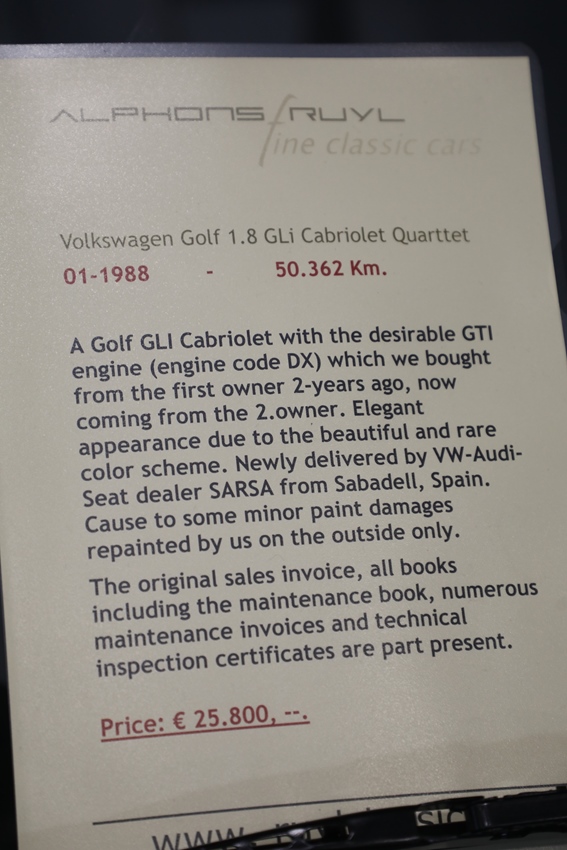 ALPHONS RUYL
fine classic cars
Volkswagen Golf 1.8 GLi Cabriolet Quarttet
01-1988 - 50.362 Km.
A Golf GLI Cabriolet with the desirable GTI
engine (engine code DX) which we bought
from the first owner 2-years ago, now
coming from the 2.owner. Elegant
appearance due to the beautiful and rare
color scheme. Newly delivered by VW-Audi-
Seat dealer SARSA from Sabadell, Spain.
Cause to some minor paint damages
repainted by us on the outside only.
The original sales invoice, all books
including the maintenance book, numerous
maintenance invoices and technical
inspection certificates are part present.
Price: € 25.800, --.